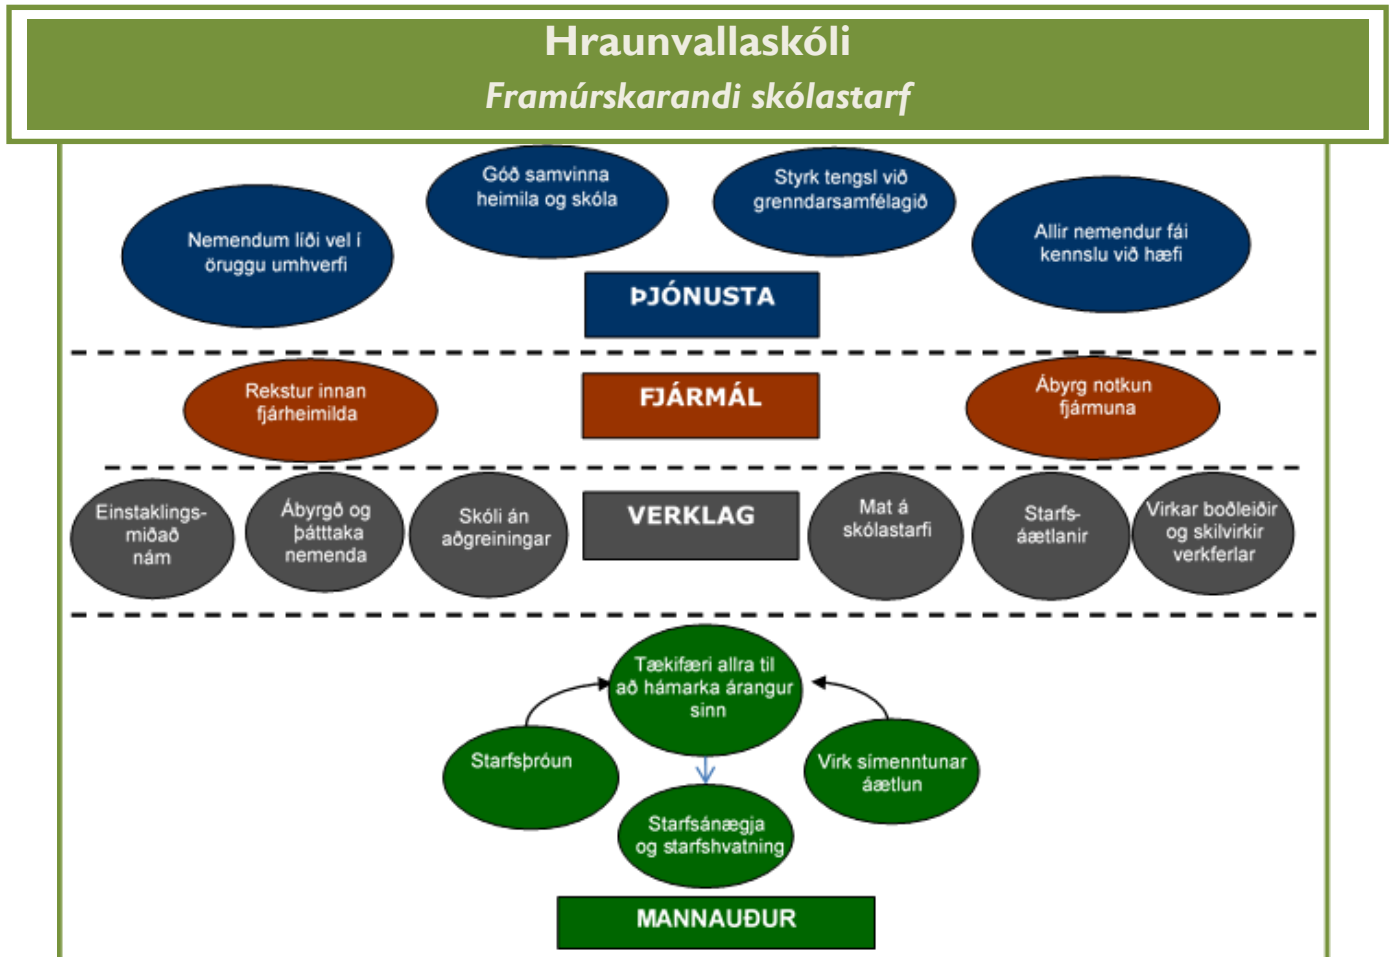 Hraunvallaskóli
Framúrskarandi skólastarf
Góð samvinna
heimila og skóla
Styrk tengsl við
grenndarsamfélagið
Nemendum líði vel í
öruggu umhverfi
Allir nemendur fái
kennslu við hæfi
ÞJÓNUSTA
Rekstur innan
fjárheimilda
FJÁRMÁL
Ábyrg notkun
fjármuna
Einstaklings-
miðað
nám
Ábyrgð og
þátttaka
nemenda
Skóli án
aðgreiningar
VERKLAG
Mat á
skólastarfi
Starfs-
áætlanir
Virkar boðleiðir
og skilvirkir
verkferlar
Tækifæri allra til
að hámarka árangur
sinn
Starfsþróun
Virk símenntunar
áætlun
Starfsánægja
og starfshvatning
MANNAUÐUR